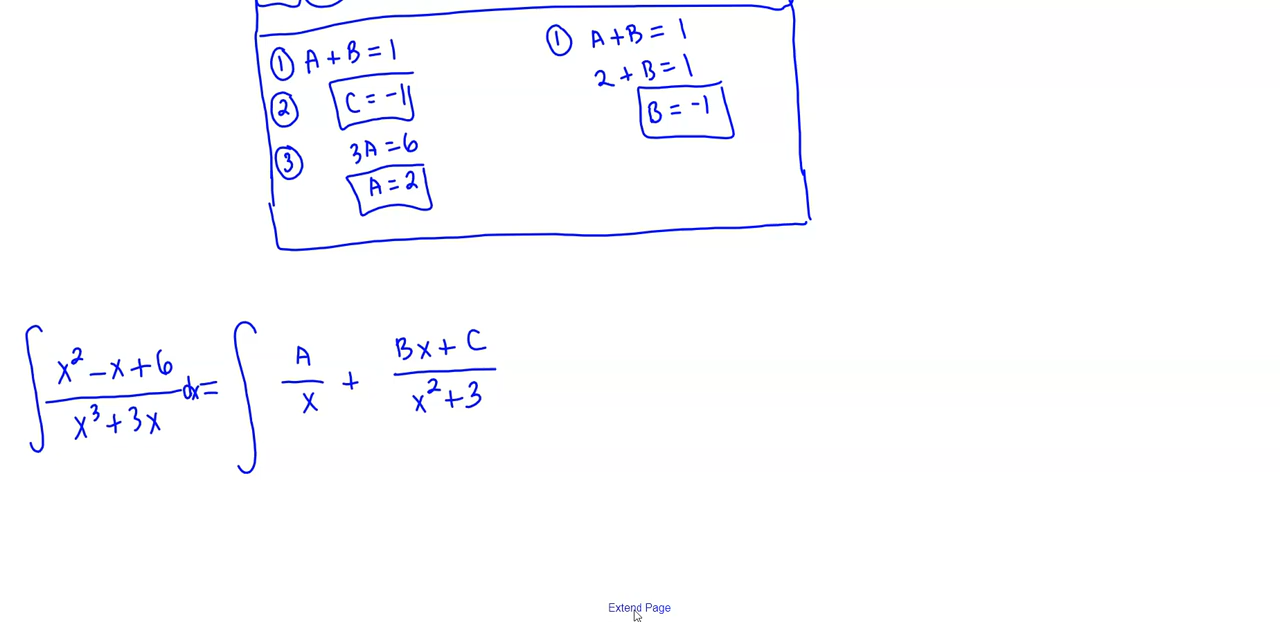 ① A + B = 1
② C = -1
③ 3A = 6
A = 2
① A + B = 1
2 + B = 1
B = -1
∫ (x² - x + 6)/(x³ + 3x) dx = ∫ A/x + (Bx + C)/(x² + 3)
Extend Page